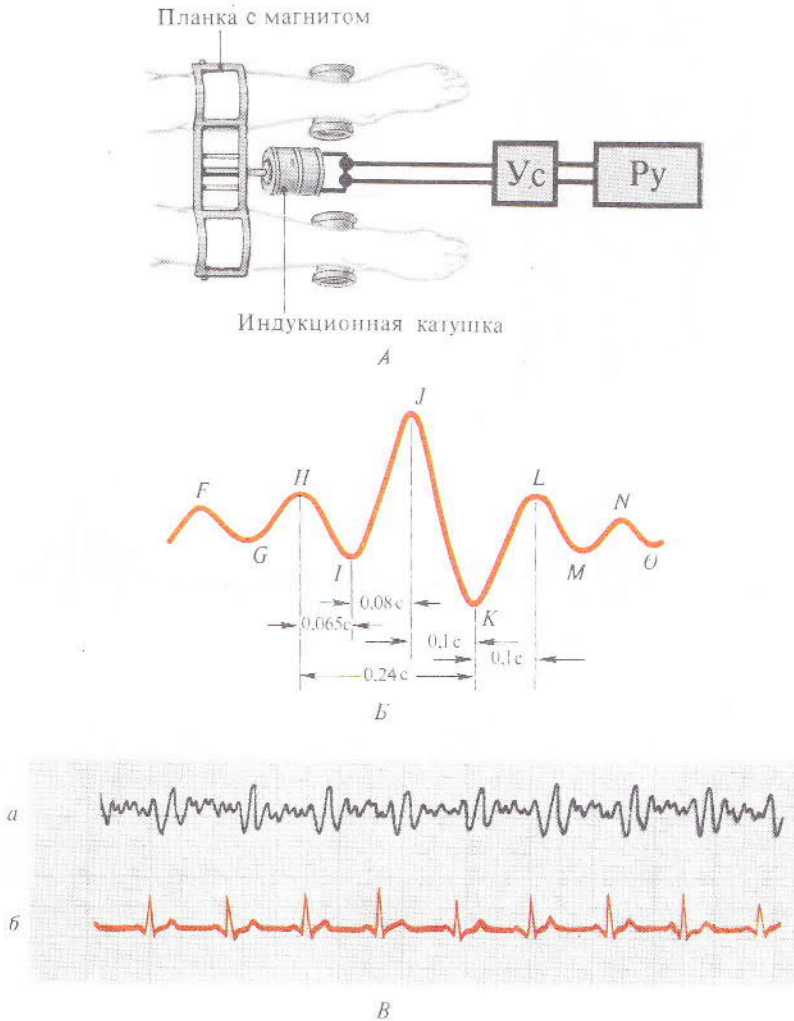 Планка с магнитом
Ус
Ру
Индукционная катушка
А
J
H
L
F
N
G
I
M
O
K
0,08 с
0,065с
0,1 с
0,1 с
0,24 с
Б
а
б
В